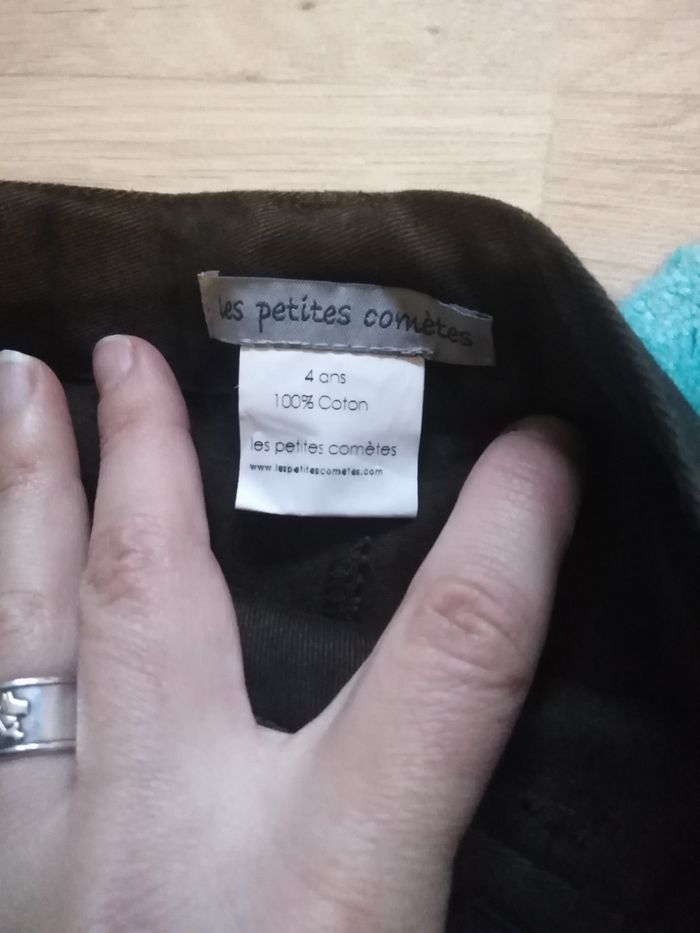 les petites comètes
4 ans
100% Coton
les petites comètes
www.lespetitescometes.com